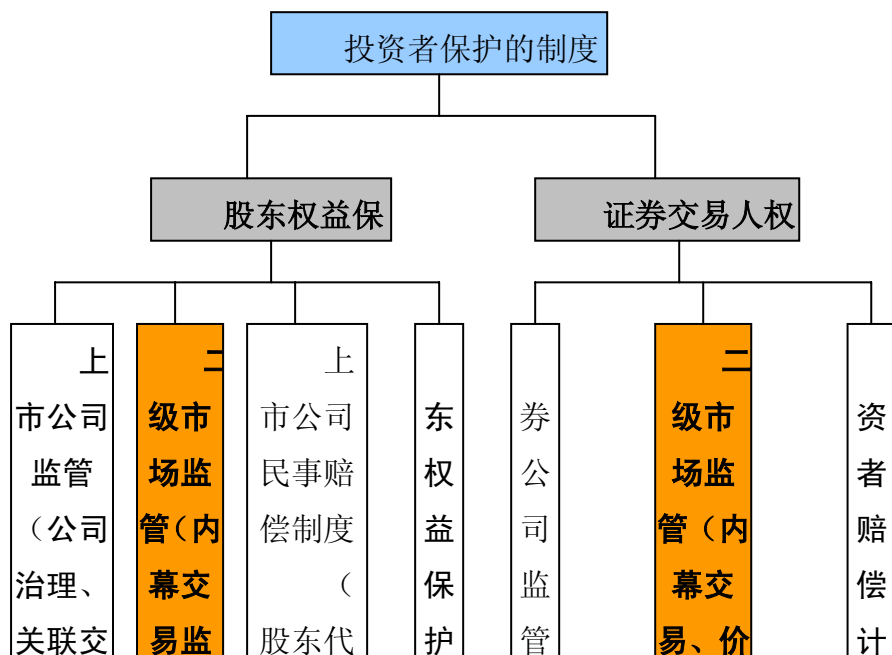 投资者保护的制度
股东权益保
证券交易人权
上
市公司
监管
（公司
治理、
关联交
二
级市
场监
管（内
幕交
易监
上
市公司
民事赔
偿制度
（
股东代
东
权
益
保
护
券
公
司
监
管
二
级市
场监
管（内
幕交
易、价
资
者
赔
偿
计